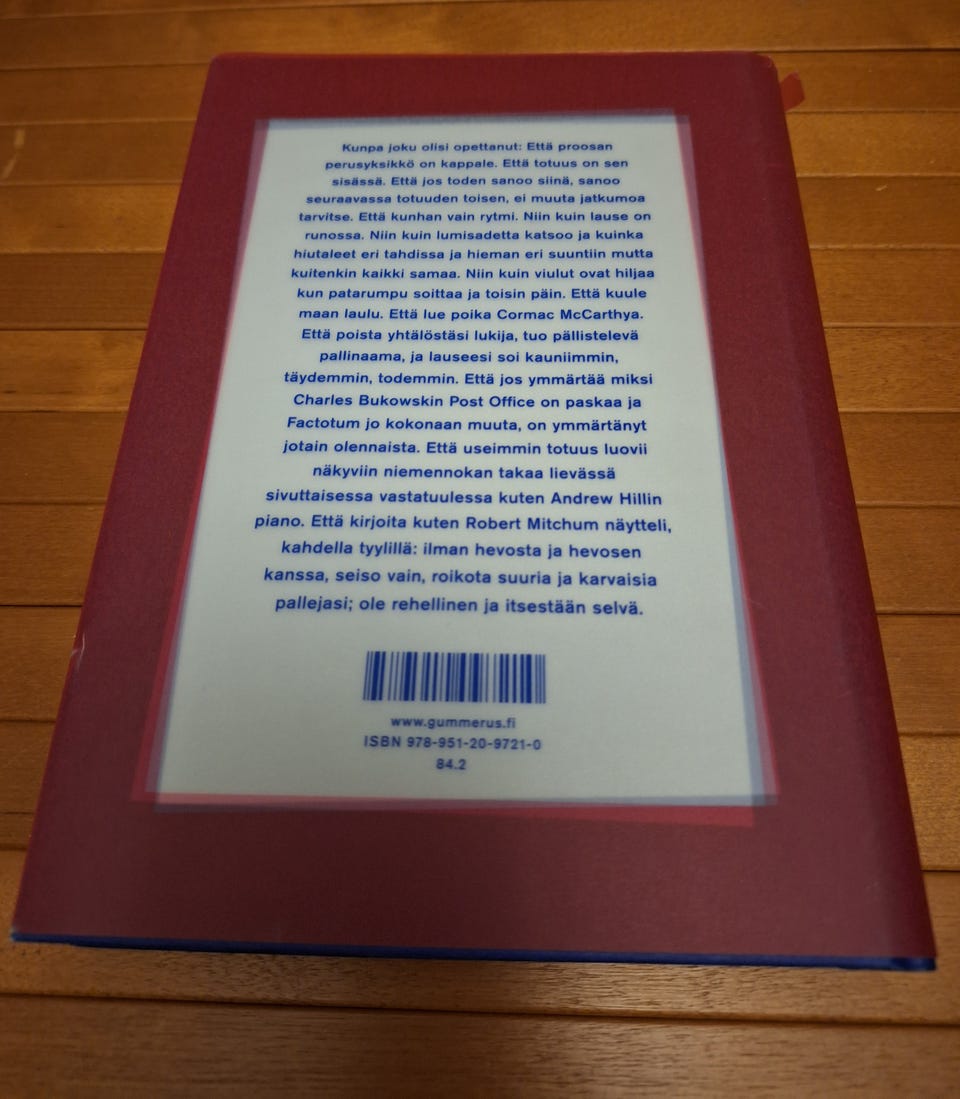 Kunpa joku olisi opettanut: Että proosan
perusyksikkö on kappale. Että totuus on sen
sisässä. Että jos toden sanoo siinä, sanoo
seuraavassa totuuden toisen, ei muuta jatkumoa
tarvitse. Että kunhan vain rytmi. Niin kuin lause on
runossa. Niin kuin lumisadetta katsoo ja kuinka
hiutaleet eri tahdissa ja hieman eri suuntiin mutta
kuitenkin kaikki samaa. Niin kuin viulut ovat hiljaa
kun patarumpu soittaa ja toisin päin. Että kuule
maan laulu. Että lue poika Cormac McCarthya.
Että poista yhtälöstäsi lukija, tuo pällistelevä
pallinaama, ja lauseesi soi kauniimmin,
täydemmin, todemmin. Että jos ymmärtää miksi
Charles Bukowskin Post Office on paskaa ja
Factotum jo kokonaan muuta, on ymmärtänyt
jotain olennaista. Että useimmin totuus luovii
näkyviin niemennokan takaa lievässä
sivuttaisessa vastatuulessa kuten Andrew Hillin
piano. Että kirjoita kuten Robert Mitchum näytteli,
kahdella tyylillä: ilman hevosta ja hevosen
kanssa, seiso vain, roikota suuria ja karvaisia
pallejasi; ole rehellinen ja itsestään selvä.
www.gummerus.fi
ISBN 978-951-20-9721-0
84.2